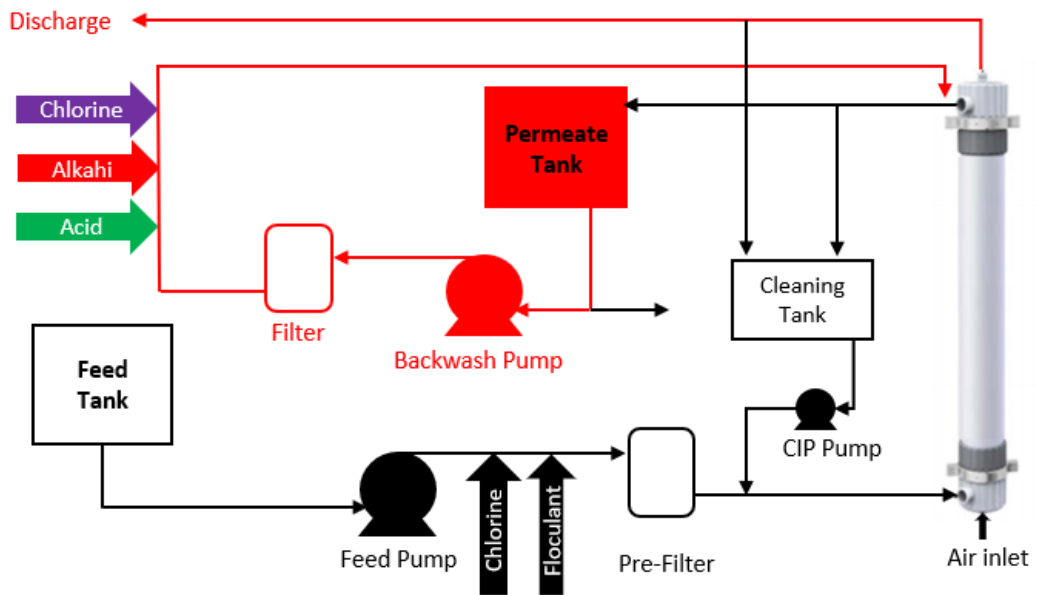 Discharge
Chlorine
Alkahi
Acid
Permeate
Tank
Cleaning
Tank
Filter
Backwash Pump
Feed
Tank
CIP Pump
Feed Pump
Chlorine
Floculant
Pre-Filter
Air inlet